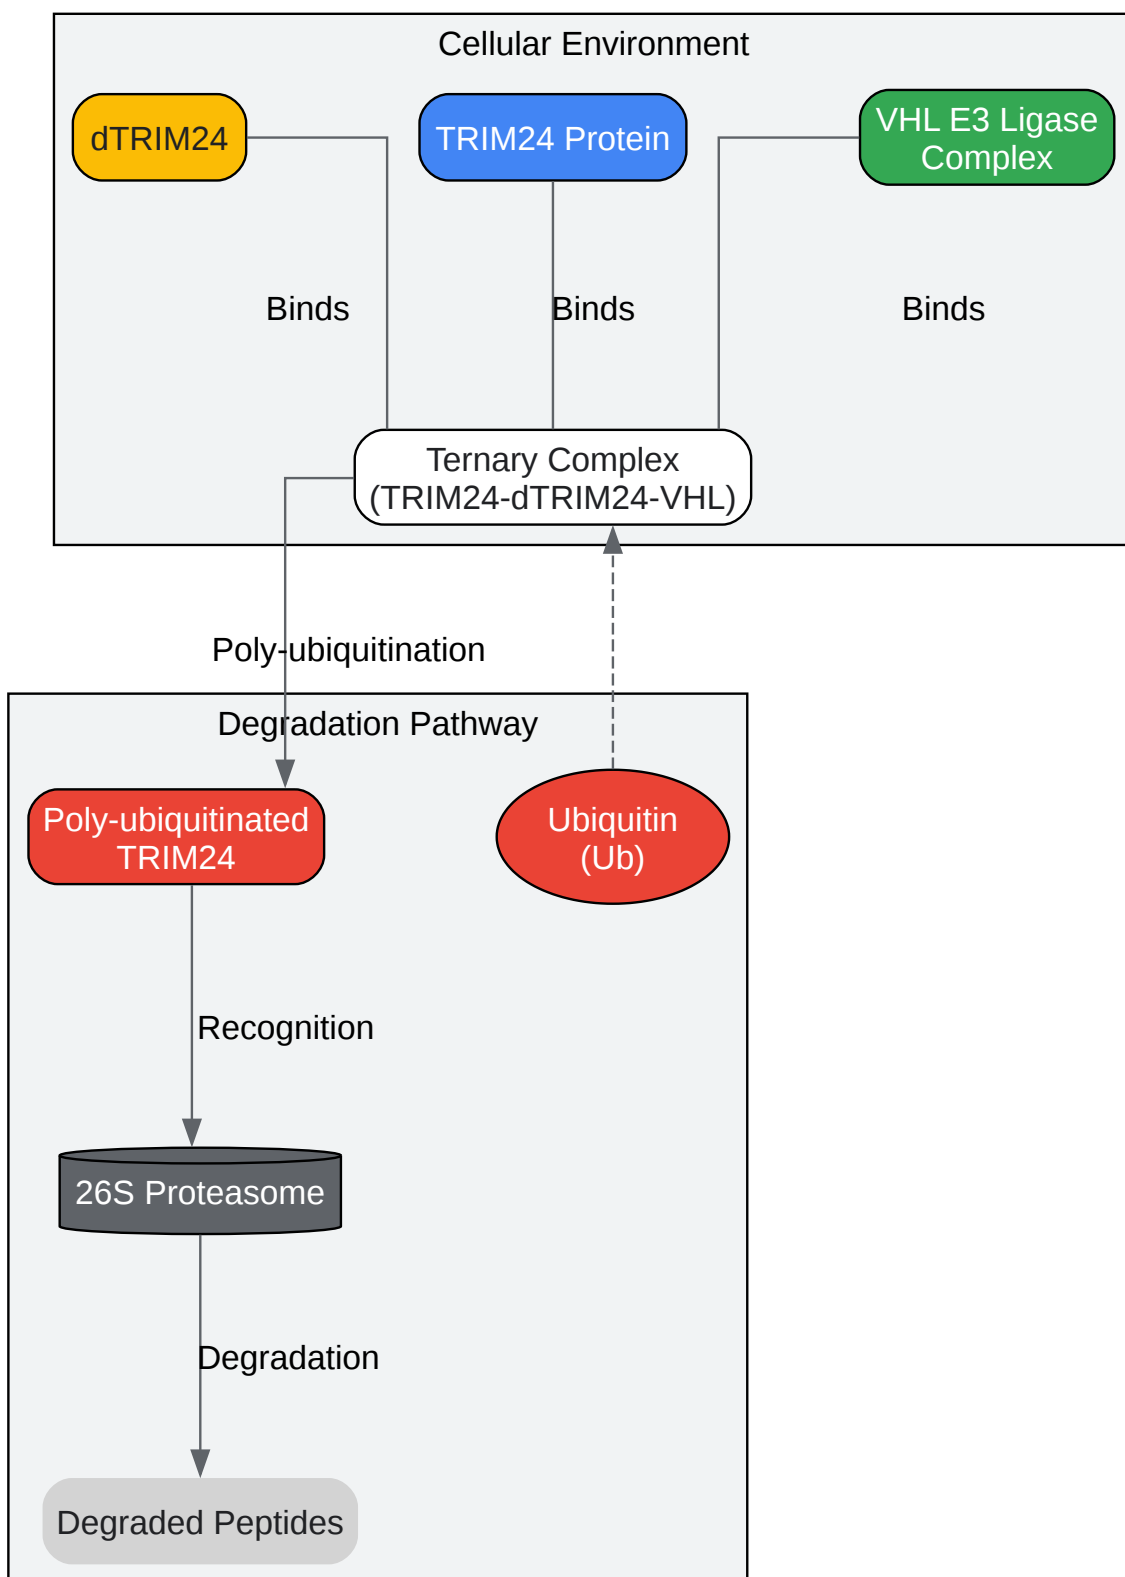 Cellular Environment
dTRIM24
TRIM24 Protein
VHL E3 Ligase
Complex
Binds
Binds
Binds
Ternary Complex
(TRIM24-dTRIM24-VHL)
Poly-ubiquitination
Degradation Pathway
Poly-ubiquitinated
TRIM24
Ubiquitin
(Ub)
Recognition
26S Proteasome
Degradation
Degraded Peptides